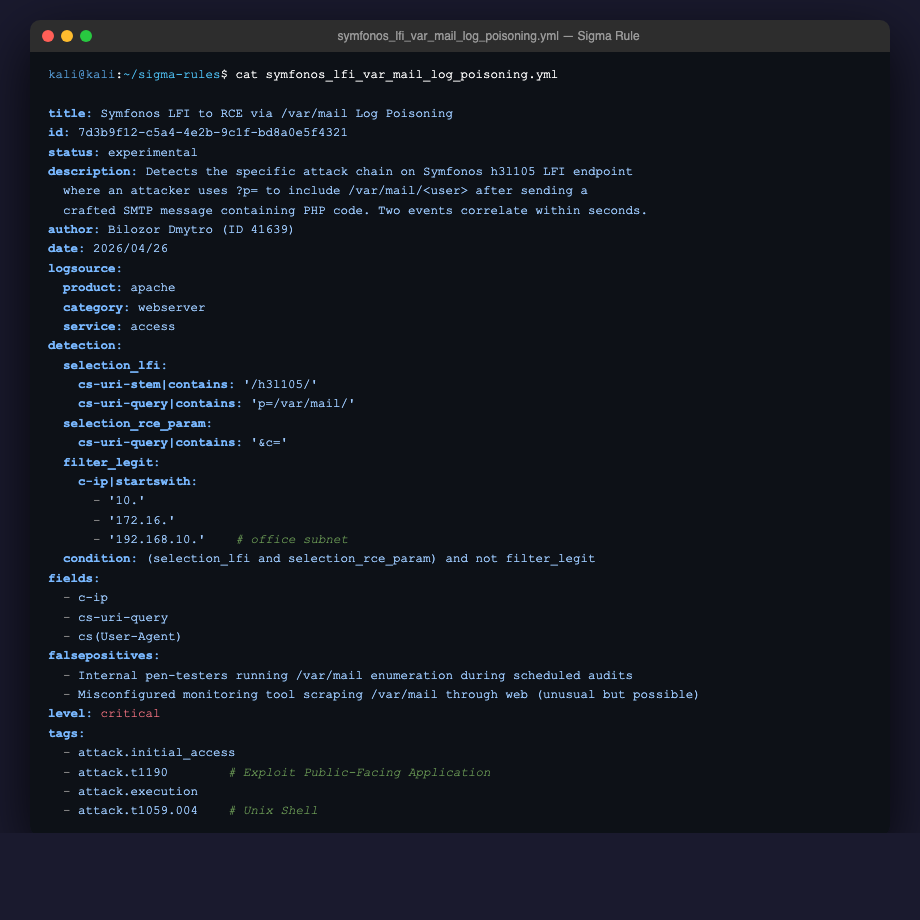 symfonos_lfi_var_mail_log_poisoning.yml — Sigma Rule
kali@kali:~/sigma-rules$ cat symfonos_lfi_var_mail_log_poisoning.yml
title: Symfonos LFI to RCE via /var/mail Log Poisoning
id: 7d3b9f12-c5a4-4e2b-9c1f-bd8a0e5f4321
status: experimental
description: Detects the specific attack chain on Symfonos h3l105 LFI endpoint
  where an attacker uses ?p= to include /var/mail/<user> after sending a
  crafted SMTP message containing PHP code. Two events correlate within seconds.
author: Bilozor Dmytro (ID 41639)
date: 2026/04/26
logsource:
  product: apache
  category: webserver
  service: access
detection:
  selection_lfi:
    cs-uri-stem|contains: '/h3l105/'
    cs-uri-query|contains: 'p=/var/mail/'
  selection_rce_param:
    cs-uri-query|contains: '&c='
  filter_legit:
    c-ip|startswith:
      - '10.'
      - '172.16.'
      - '192.168.10.'    # office subnet
  condition: (selection_lfi and selection_rce_param) and not filter_legit
fields:
  - c-ip
  - cs-uri-query
  - cs(User-Agent)
falsepositives:
  - Internal pen-testers running /var/mail enumeration during scheduled audits
  - Misconfigured monitoring tool scraping /var/mail through web (unusual but possible)
level: critical
tags:
  - attack.initial_access
  - attack.t1190        # Exploit Public-Facing Application
  - attack.execution
  - attack.t1059.004    # Unix Shell